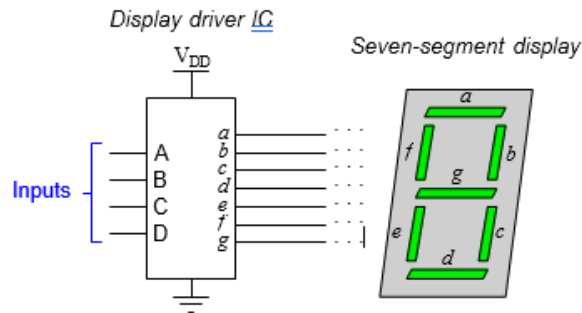 Display driver IC
Seven-segment display
VDD
Inputs
A
B
C
D
a
b
c
d
e
f
g
a
f
b
g
e
c
d